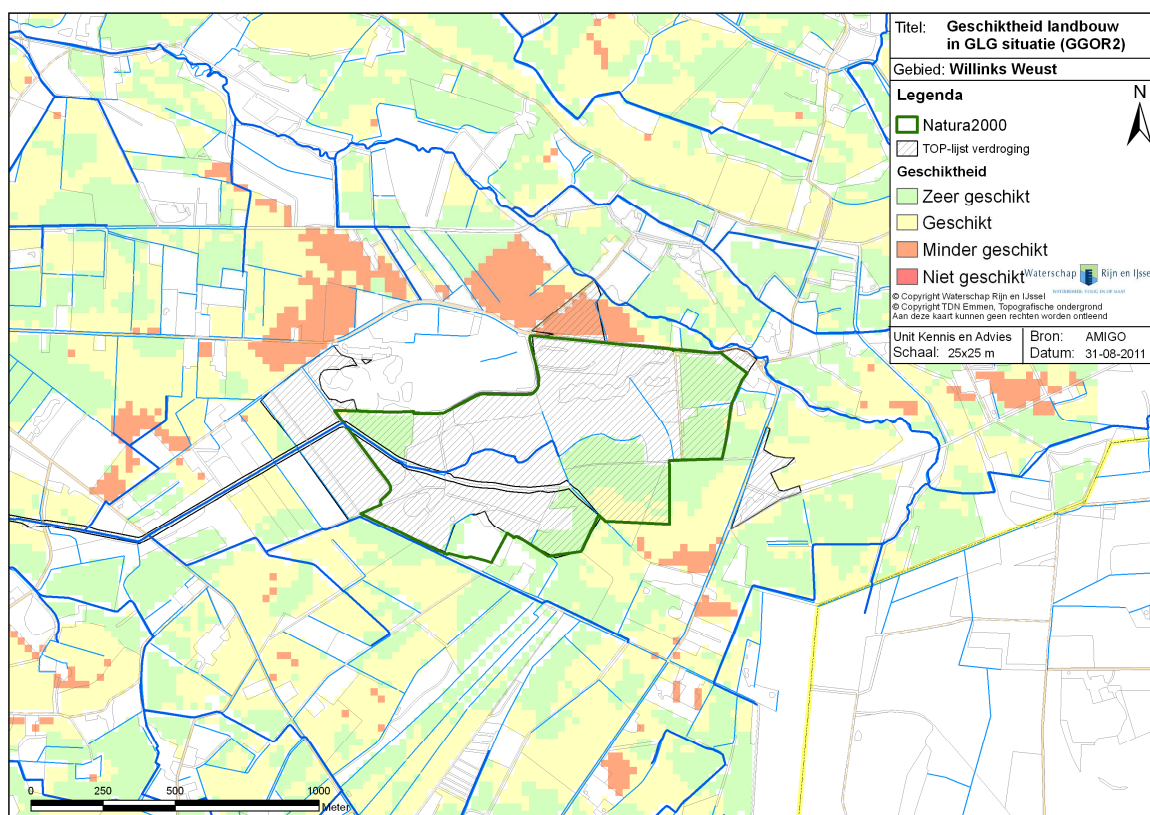 Titel: Geschiktheid landbouw
in GLG situatie (GGOR2)
Gebied: Willinks Weust
Legenda
N
Natura2000
TOP-lijst verdroging
Geschiktheid
Zeer geschikt
Geschikt
Minder geschikt
Niet geschikt
Waterschap Rijn en IJssel
© Copyright Waterschap Rijn en IJssel
© Copyright TDN Emmen, Topografische ondergrond
Aan deze kaart kunnen geen rechten worden ontleend
Unit Kennis en Advies
Schaal: 25x25 m
Bron: AMIGO
Datum: 31-08-2011
0 250 500 1000
Meter